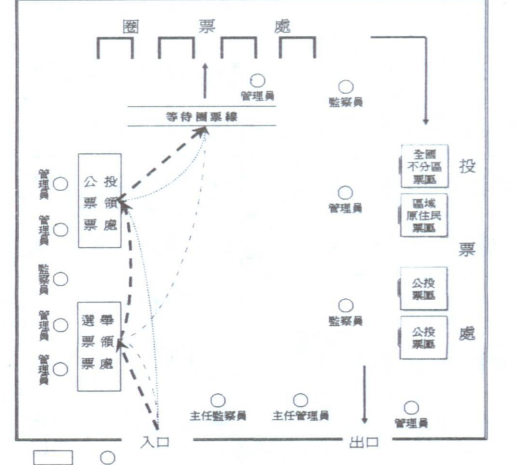 圈 票 處
管理員
監察員
等待圈票線
全國
不分區
票匭
投
票
處
區域
原住民
票匭
公投
票匭
公投
票匭
管理員
公 投
票 領
票 處
管理員
監察員
管理員
選 舉
票 領
票 處
管理員
管理員
監察員
主任監察員
主任管理員
管理員
入口
出口